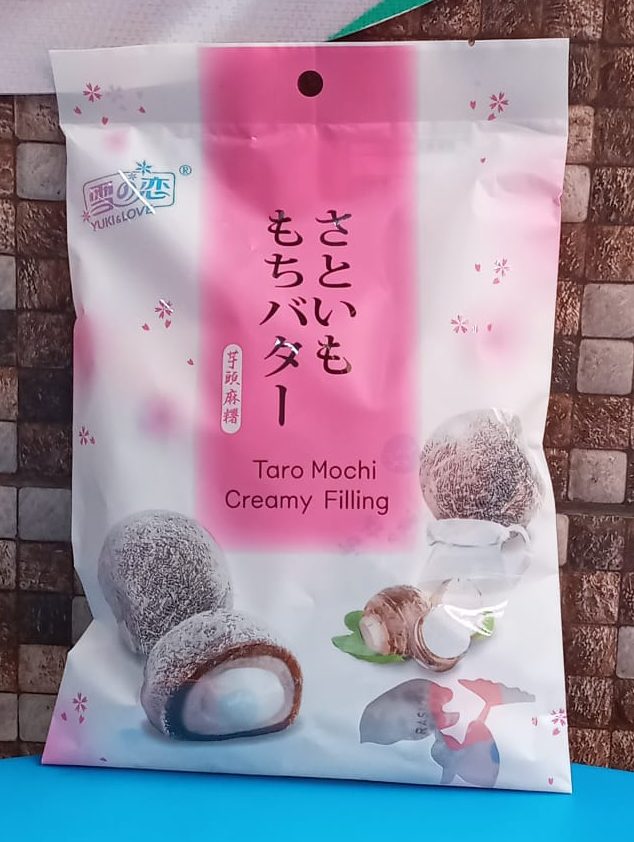 雪の恋®
YUKI&LOVE
さといも
もちバター
芋頭麻糬
Taro Mochi
Creamy Filling